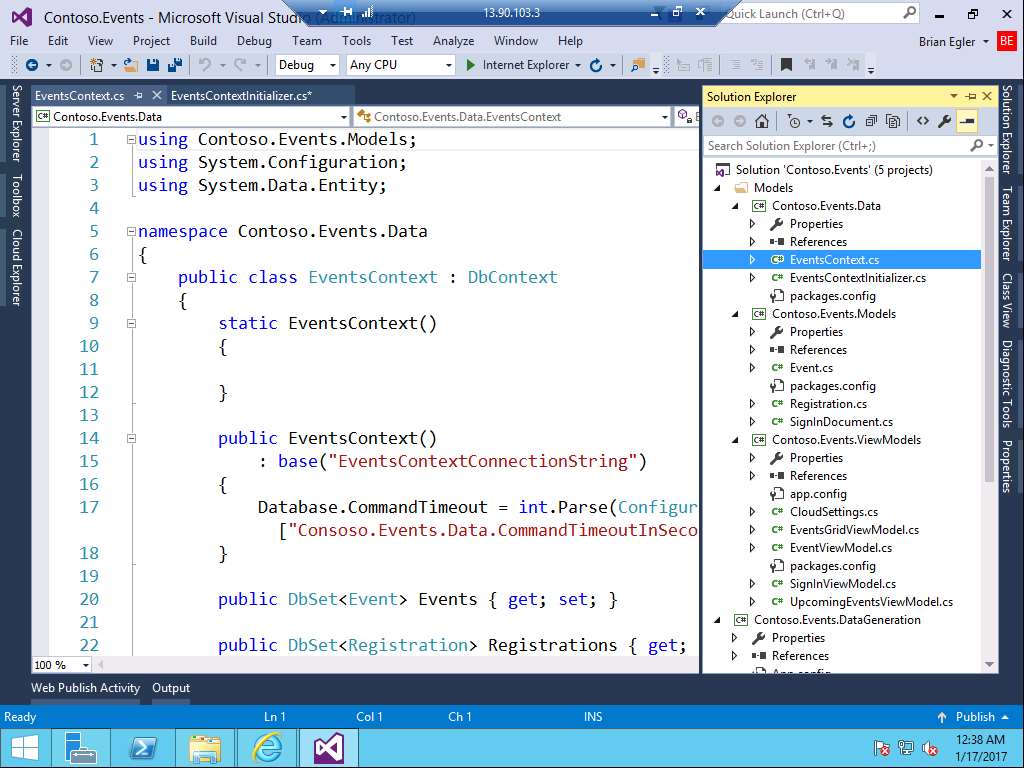 Contoso.Events - Microsoft Visual Studio (Administrator)
13.90.103.3
Quick Launch (Ctrl+Q)
File Edit View Project Build Debug Team Tools Test Analyze Window Help
Brian Egler BE
Debug Any CPU Internet Explorer
Server Explorer
Toolbox
Cloud Explorer
EventsContext.cs EventsContextInitializer.cs*
Contoso.Events.Data Contoso.Events.Data.EventsContext
1 using Contoso.Events.Models;
2 using System.Configuration;
3 using System.Data.Entity;
4
5 namespace Contoso.Events.Data
6 {
7 public class EventsContext : DbContext
8 {
9 static EventsContext()
10 {
11
12 }
13
14 public EventsContext()
15 : base("EventsContextConnectionString")
16 {
17 Database.CommandTimeout = int.Parse(Configur
["Consoso.Events.Data.CommandTimeoutInSeco
18 }
19
20 public DbSet<Event> Events { get; set; }
21
22 public DbSet<Registration> Registrations { get;
100 %
Solution Explorer
Search Solution Explorer (Ctrl+;)
Solution 'Contoso.Events' (5 projects)
Models
C# Contoso.Events.Data
Properties
References
C# EventsContext.cs
C# EventsContextInitializer.cs
packages.config
C# Contoso.Events.Models
Properties
References
C# Event.cs
packages.config
C# Registration.cs
C# SignInDocument.cs
C# Contoso.Events.ViewModels
Properties
References
app.config
C# CloudSettings.cs
C# EventsGridViewModel.cs
C# EventViewModel.cs
packages.config
C# SignInViewModel.cs
C# UpcomingEventsViewModel.cs
C# Contoso.Events.DataGeneration
Properties
References
App.config
Solution Explorer
Team Explorer
Class View
Diagnostic Tools
Properties
Web Publish Activity Output
Ready Ln 1 Col 1 Ch 1 INS Publish
12:38 AM
1/17/2017